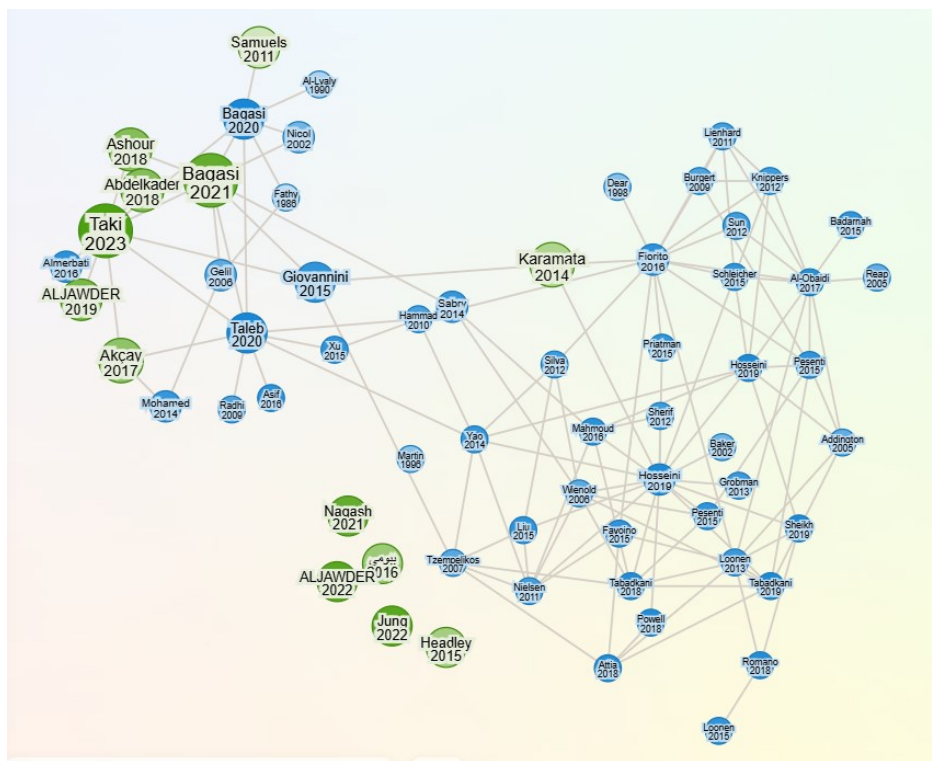 Samuels
2011
Al-Lvaly
1990
Bagasi
2020
Nicol
2002
Lienhard
2011
Ashour
2018
Bagasi
2021
Abdelkader
2018
Fathy
1986
Dear
1998
Burgert
2009
Knippers
2012
Taki
2023
Sun
2012
Badarnah
2015
Almerbati
2016
Gelil
2006
Giovannini
2015
Karamata
2014
Fiorito
2016
Schleicher
2015
Al-Obaidi
2017
Reap
2005
ALJAWDER
2019
Hammad
2010
Sabry
2014
Taleb
2020
Xu
2015
Priatman
2015
Akçay
2017
Silva
2012
Hosseini
2019
Pesenti
2015
Mohamed
2014
Radhi
2009
Asif
2016
Sherif
2012
Mahmoud
2016
Yao
2014
Baker
2002
Addington
2005
Martin
1996
Hosseini
2019
Wienold
2006
Grobman
2013
Naqash
2021
Pesenti
2015
Liu
2015
Favoino
2015
Sheikh
2019
2016
Tzempelikos
2007
Loonen
2013
ALJAWDER
2022
Nielsen
2011
Tabadkani
2018
Tabadkani
2019
Jung
2022
Powell
2018
Headley
2015
Attia
2018
Romano
2018
Loonen
2015